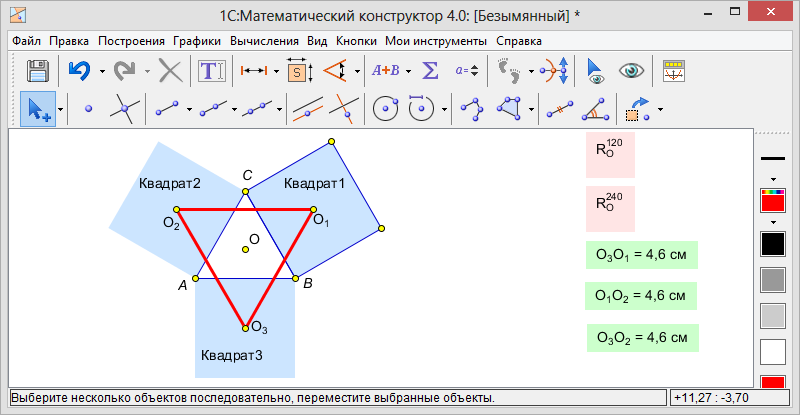 1С:Математический конструктор 4.0: [Безымянный] *
Файл Правка Построения Графики Вычисления Вид Кнопки Мои инструменты Справка
T S A+B Σ a=
Квадрат2
C
Квадрат1
O₂
O₁
O
A
B
O₃
Квадрат3
R_O^120
R_O^240
O₃O₁ = 4,6 см
O₁O₂ = 4,6 см
O₃O₂ = 4,6 см
Выберите несколько объектов последовательно, переместите выбранные объекты.
+11,27 : -3,70